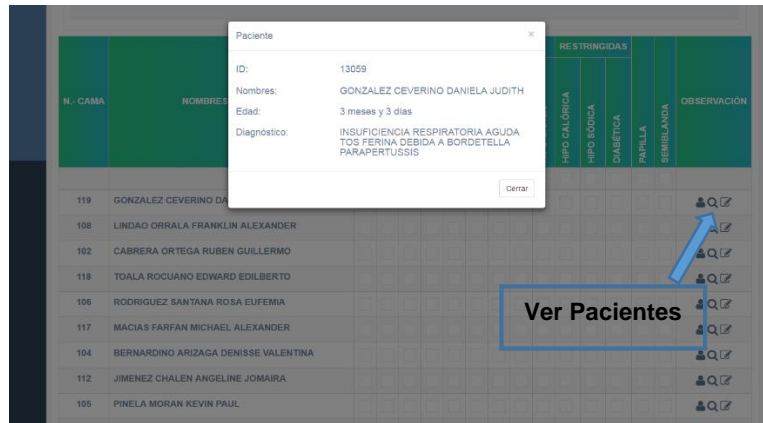 Paciente ×
ID: 13059
Nombres: GONZALEZ CEVERINO DANIELA JUDITH
Edad: 3 meses y 3 días
Diagnóstico: INSUFICIENCIA RESPIRATORIA AGUDA
TOS FERINA DEBIDA A BORDETELLA
PARAPERTUSSIS
Cerrar
RESTRINGIDAS
N.- CAMA NOMBRES HIPO CALÓRICA HIPO SÓDICA DIABÉTICA PAPILLA SEMIBLANDA OBSERVACIÓN
119 GONZALEZ CEVERINO DA
108 LINDAO ORRALA FRANKLIN ALEXANDER
102 CABRERA ORTEGA RUBEN GUILLERMO
118 TOALA ROCUANO EDWARD EDILBERTO
106 RODRIGUEZ SANTANA ROSA EUFEMIA
117 MACIAS FARFAN MICHAEL ALEXANDER
104 BERNARDINO ARIZAGA DENISSE VALENTINA
112 JIMENEZ CHALEN ANGELINE JOMAIRA
105 PINELA MORAN KEVIN PAUL
Ver Pacientes